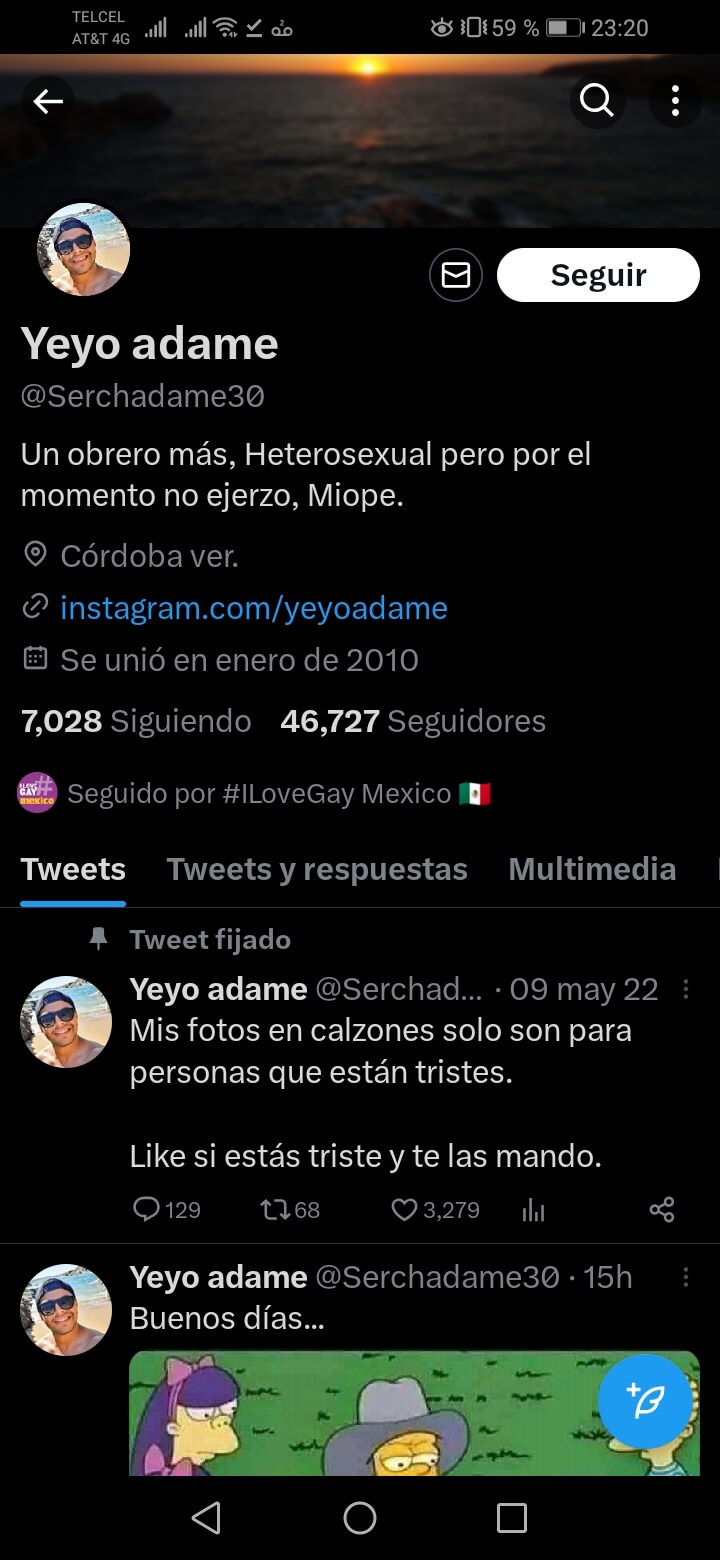 TELCEL
AT&T 4G
59 % 23:20
Seguir
Yeyo adame
@Serchadame30
Un obrero más, Heterosexual pero por el
momento no ejerzo, Miope.
Córdoba ver.
instagram.com/yeyoadame
Se unió en enero de 2010
7,028 Siguiendo 46,727 Seguidores
I LOVE
GAY #
mexico
Seguido por #ILoveGay Mexico 🇲🇽
Tweets Tweets y respuestas Multimedia
Tweet fijado
Yeyo adame @Serchad... · 09 may 22
Mis fotos en calzones solo son para
personas que están tristes.
Like si estás triste y te las mando.
129 68 3,279
Yeyo adame @Serchadame30 · 15h
Buenos días...